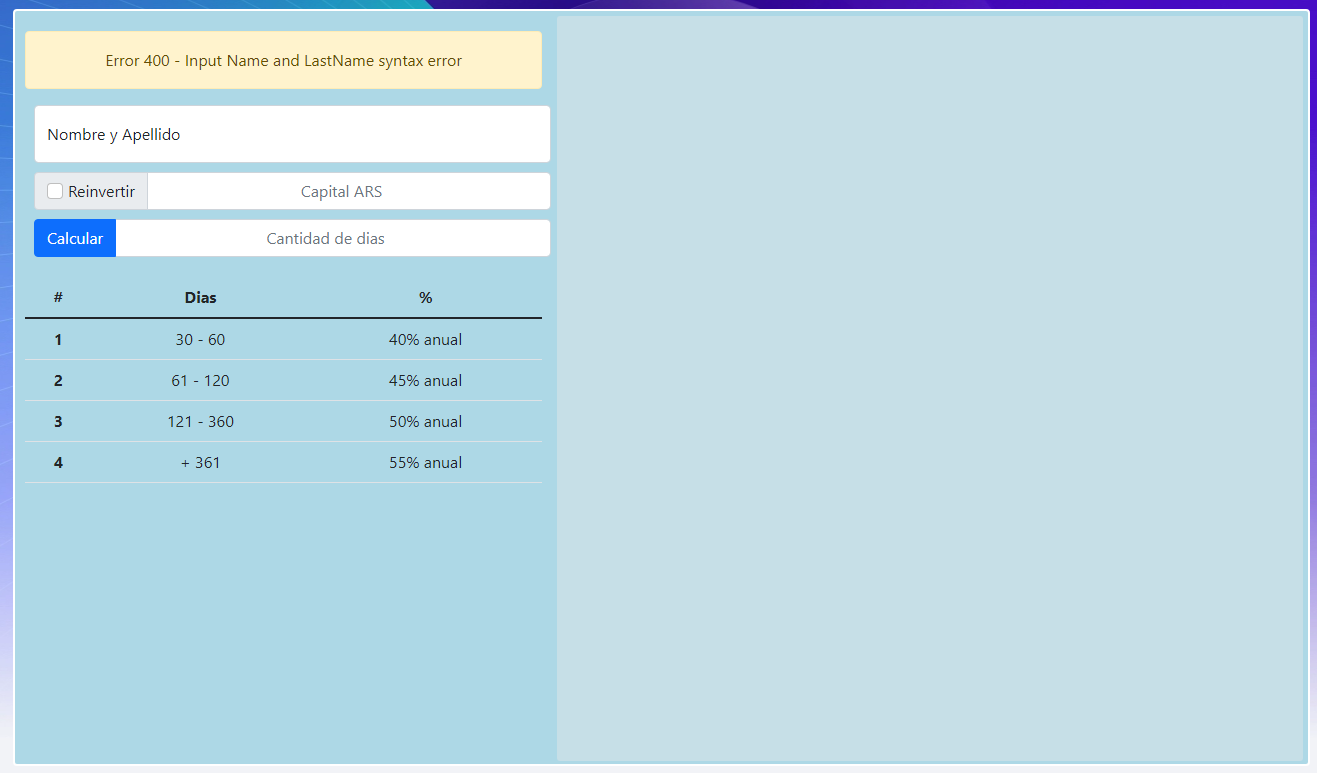 Error 400 - Input Name and LastName syntax error
Nombre y Apellido
Reinvertir Capital ARS
Calcular Cantidad de dias
# Dias %
1 30 - 60 40% anual
2 61 - 120 45% anual
3 121 - 360 50% anual
4 + 361 55% anual